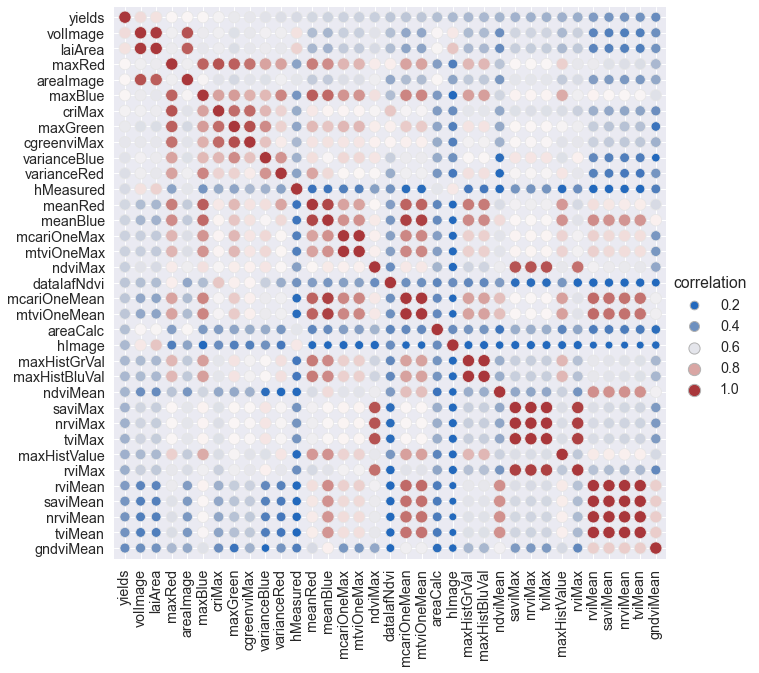 yields
volImage
laiArea
maxRed
areaImage
maxBlue
criMax
maxGreen
cgreenviMax
varianceBlue
varianceRed
hMeasured
meanRed
meanBlue
mcariOneMax
mtviOneMax
ndviMax
datalafNdvi
mcariOneMean
mtviOneMean
areaCalc
hImage
maxHistGrVal
maxHistBluVal
ndviMean
saviMax
nrviMax
tviMax
maxHistValue
rviMax
rviMean
saviMean
nrviMean
tviMean
gndviMean
correlation
0.2
0.4
0.6
0.8
1.0
yields
volImage
laiArea
maxRed
areaImage
maxBlue
criMax
maxGreen
cgreenviMax
varianceBlue
varianceRed
hMeasured
meanRed
meanBlue
mcariOneMax
mtviOneMax
ndviMax
datalafNdvi
mcariOneMean
mtviOneMean
areaCalc
hImage
maxHistGrVal
maxHistBluVal
ndviMean
saviMax
nrviMax
tviMax
maxHistValue
rviMax
rviMean
saviMean
nrviMean
tviMean
gndviMean